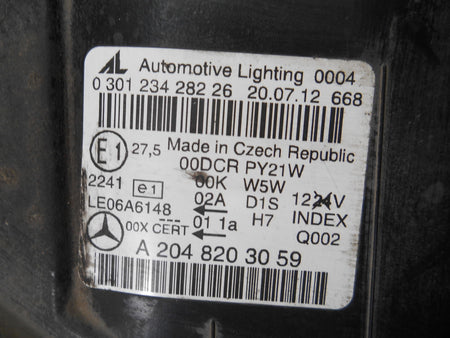 AL Automotive Lighting 0004
0 301 234 282 26 20.07.12 668
E1 27,5 Made in Czech Republic
00DCR PY21W
2241 e1 00K W5W
LE06A6148 02A D1S 1224V
--- 01 1a H7 INDEX
00X CERT Q002
A 204 820 30 59